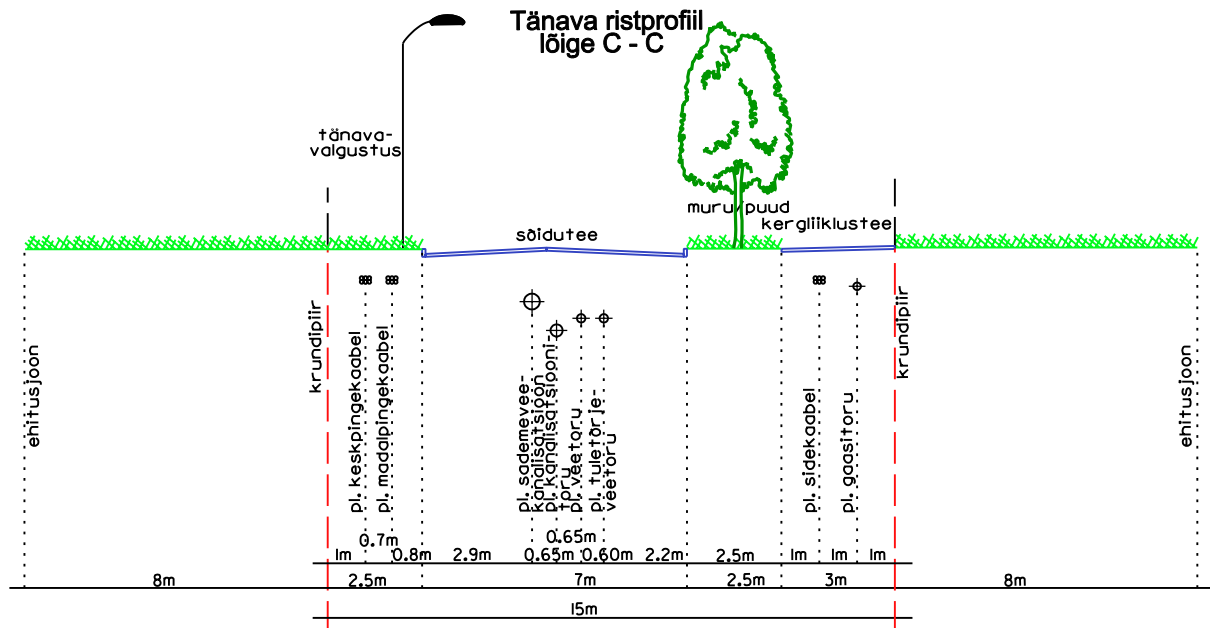 Tänava ristprofiil
lõige C - C
tänava-
valgustus
muru/puud
kergliiklustee
sõidutee
ehitusjoon
krundipiir
pl. keskpingekaabel
pl. madalpingekaabel
pl. sademevee-
kanalisatsioon
pl. kanalisatsiooni-
toru
pl. veetoru
pl. tuletõrje-
veetoru
pl. sidekaabel
pl. gaasitoru
krundipiir
ehitusjoon
0.7m
0.65m
1m
0.8m
2.9m
0.65m
0.60m
2.2m
2.5m
1m
1m
1m
8m
2.5m
7m
2.5m
3m
8m
15m